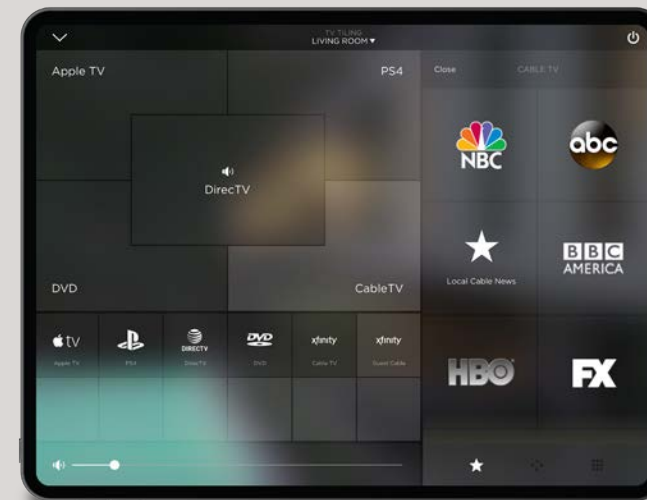 TV TILING
LIVING ROOM
Apple TV
PS4
Close
CABLE TV
DirecTV
DVD
CableTV
NBC
abc
Local Cable News
BBC
AMERICA
HBO
FX
tv
DIRECTV
DVD
xfinity
xfinity
Apple TV
PS4
DirecTV
DVD
Cable TV
Guest Cable